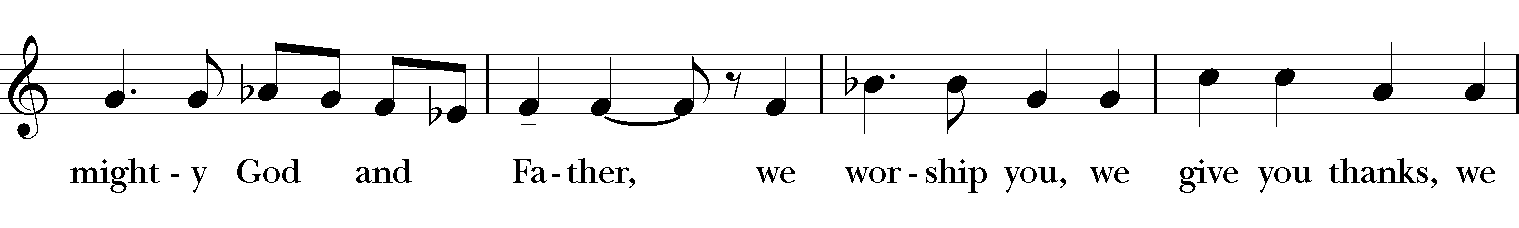 might - y God and Fa - ther, we wor - ship you, we give you thanks, we